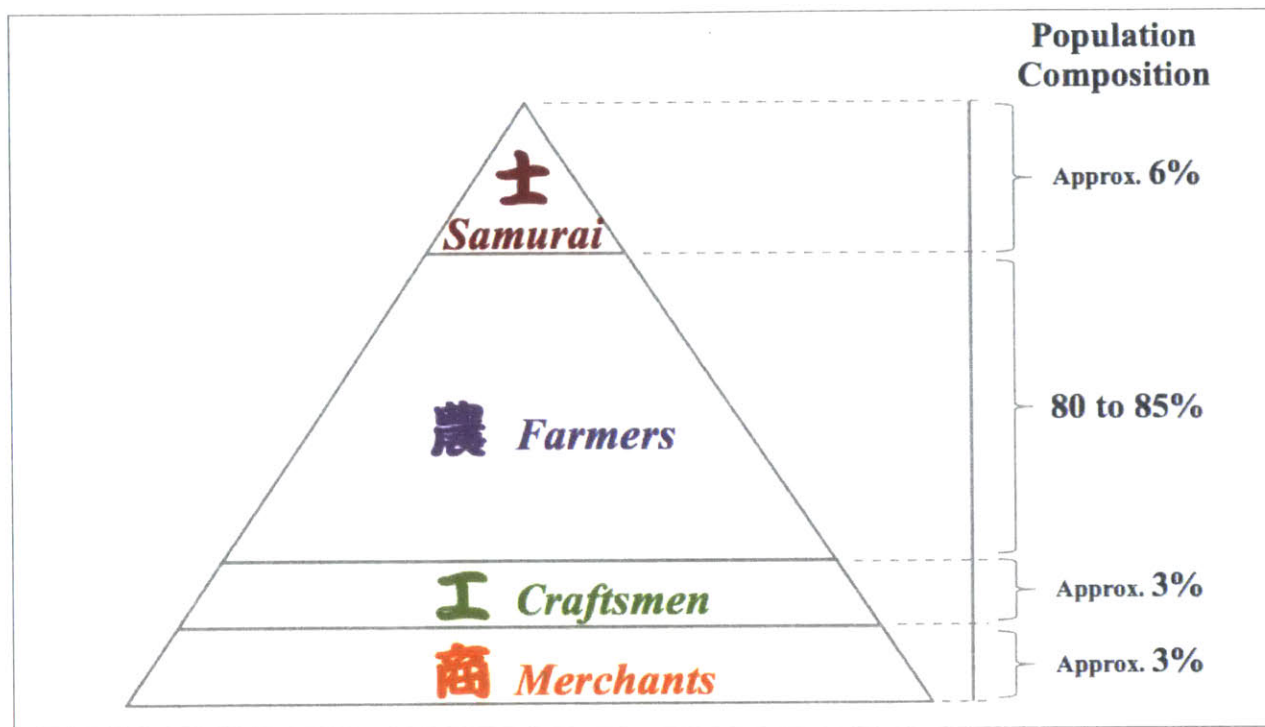 Population
Composition
士
Samurai
Approx. 6%
農 Farmers
80 to 85%
工 Craftsmen
Approx. 3%
商 Merchants
Approx. 3%